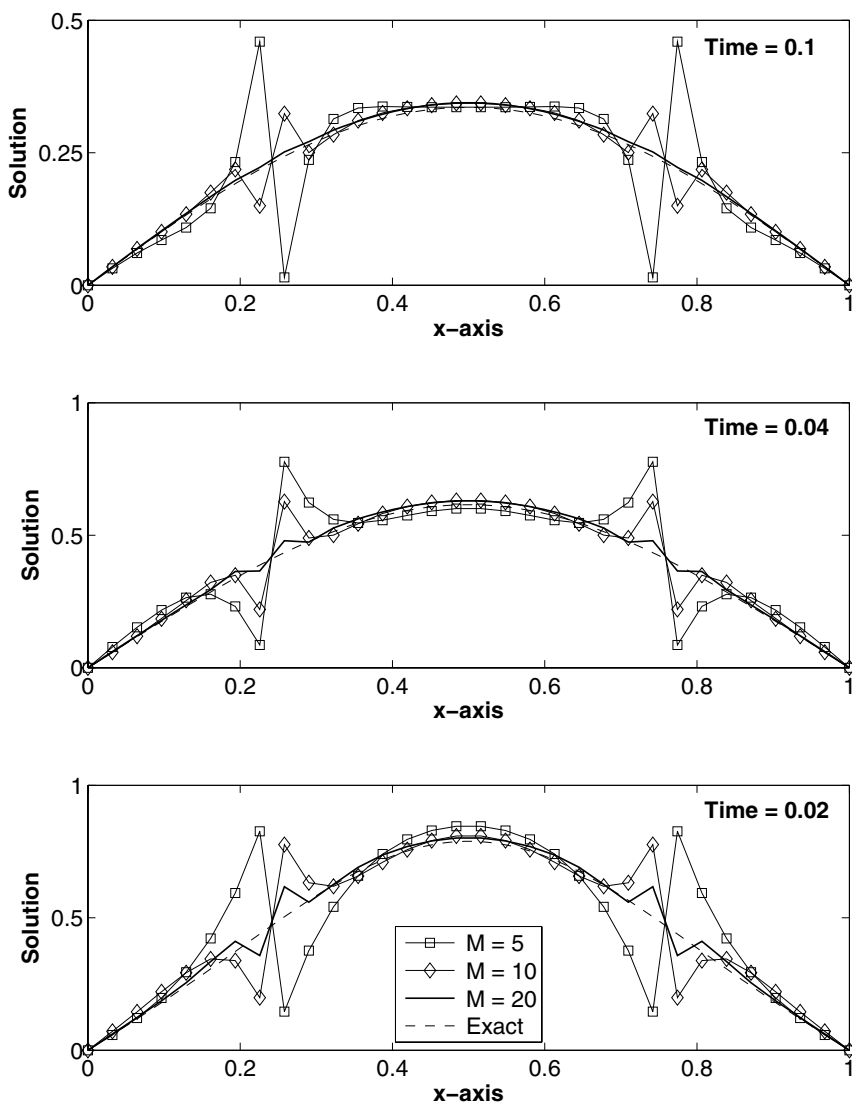 0.5
Time = 0.1
0.25
Solution
0
0 0.2 0.4 0.6 0.8 1
x-axis
1
Time = 0.04
0.5
Solution
0
0 0.2 0.4 0.6 0.8 1
x-axis
1
Time = 0.02
0.5
Solution
M = 5
M = 10
M = 20
Exact
0
0 0.2 0.4 0.6 0.8 1
x-axis